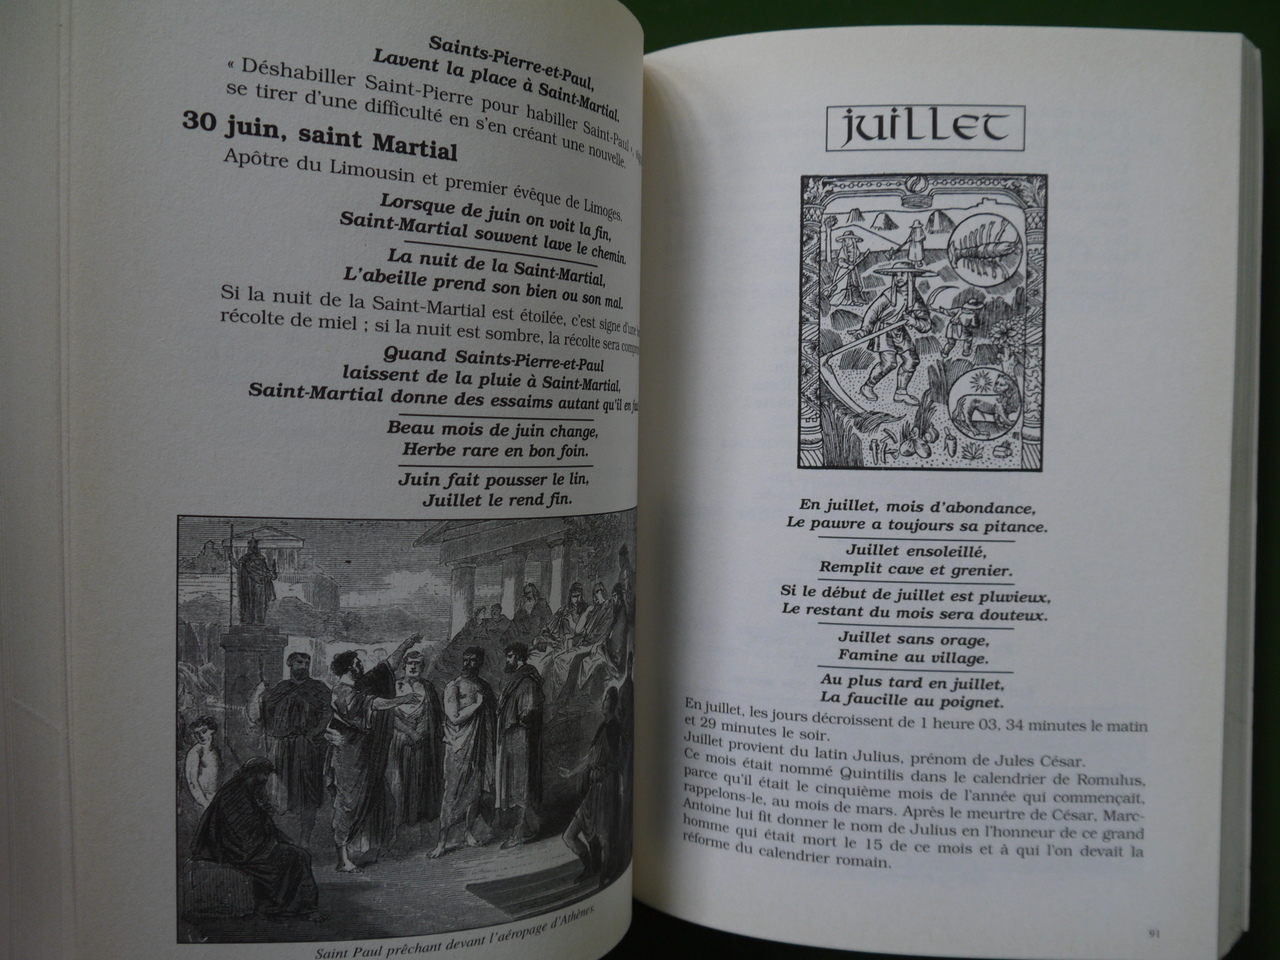 Saints-Pierre-et-Paul,
Lavent la place à Saint-Martial.
« Déshabiller Saint-Pierre pour habiller Saint-Paul »,
se tirer d'une difficulté en s'en créant une nouvelle.
30 juin, saint Martial
Apôtre du Limousin et premier évêque de Limoges.
Lorsque de juin on voit la fin,
Saint-Martial souvent lave le chemin.
La nuit de la Saint-Martial,
L'abeille prend son bien ou son mal.
Si la nuit de la Saint-Martial est étoilée, c'est signe d'une
récolte de miel ; si la nuit est sombre, la récolte sera
Quand Saints-Pierre-et-Paul
laissent de la pluie à Saint-Martial,
Saint-Martial donne des essaims autant qu'il en
Beau mois de juin change,
Herbe rare en bon foin.
Juin fait pousser le lin,
Juillet le rend fin.
Saint Paul prêchant devant l'aéropage d'Athènes.
juillet
En juillet, mois d'abondance,
Le pauvre a toujours sa pitance.
Juillet ensoleillé,
Remplit cave et grenier.
Si le début de juillet est pluvieux,
Le restant du mois sera douteux.
Juillet sans orage,
Famine au village.
Au plus tard en juillet,
La faucille au poignet.
En juillet, les jours décroissent de 1 heure 03, 34 minutes le matin
et 29 minutes le soir.
Juillet provient du latin Julius, prénom de Jules César.
Ce mois était nommé Quintilis dans le calendrier de Romulus,
parce qu'il était le cinquième mois de l'année qui commençait,
rappelons-le, au mois de mars. Après le meurtre de César, Marc-
Antoine lui fit donner le nom de Julius en l'honneur de ce grand
homme qui était mort le 15 de ce mois et à qui l'on devait la
réforme du calendrier romain.
91